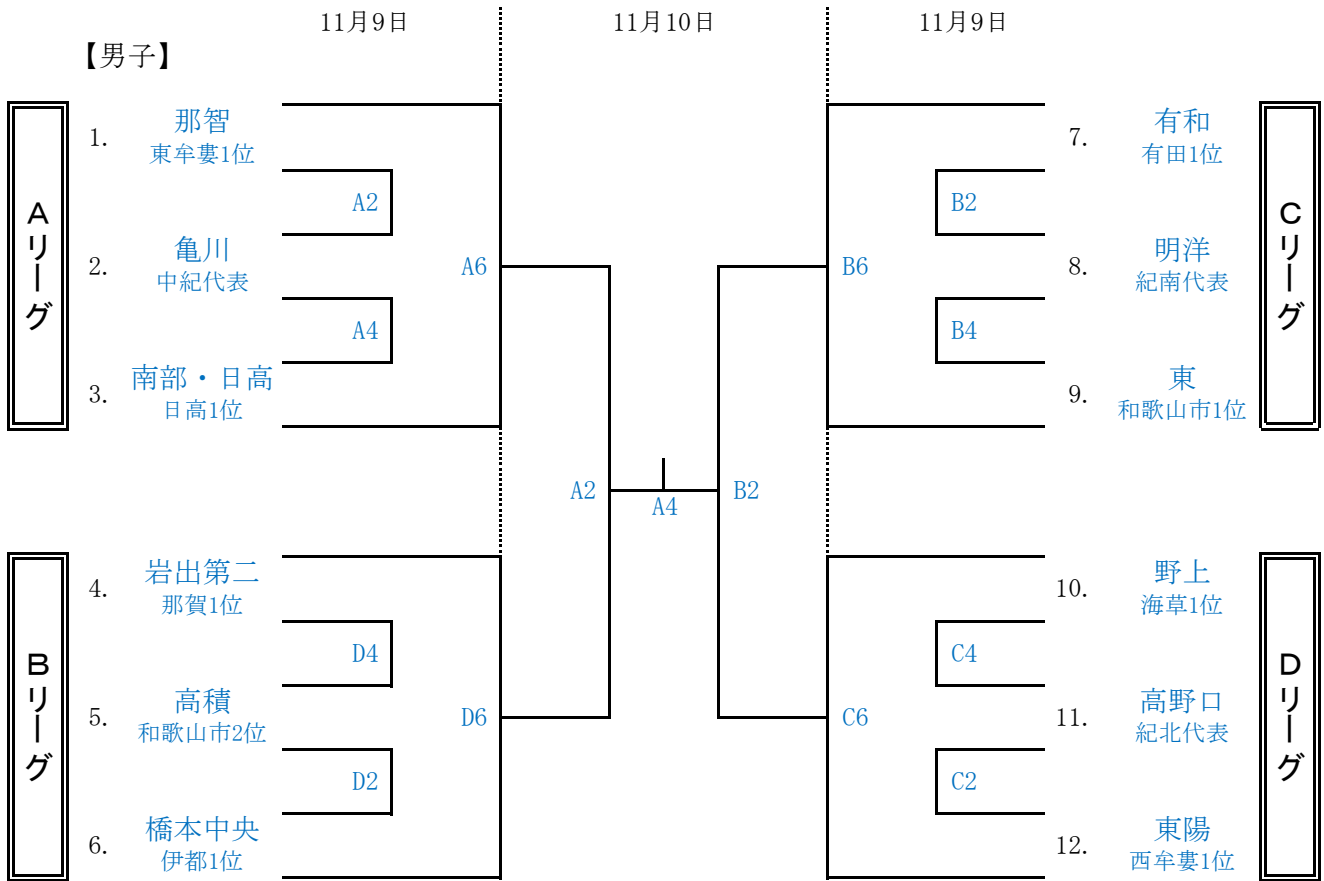 11月9日
11月10日
11月9日
【男子】
Aリーグ
1.
那智
東牟婁1位
A2
2.
亀川
中紀代表
A6
A4
3.
南部・日高
日高1位
Bリーグ
4.
岩出第二
那賀1位
D4
5.
高積
和歌山市2位
D6
D2
6.
橋本中央
伊都1位
A2
A4
B2
Cリーグ
7.
有和
有田1位
B2
B6
8.
明洋
紀南代表
B4
9.
東
和歌山市1位
Dリーグ
10.
野上
海草1位
C4
C6
11.
高野口
紀北代表
C2
12.
東陽
西牟婁1位